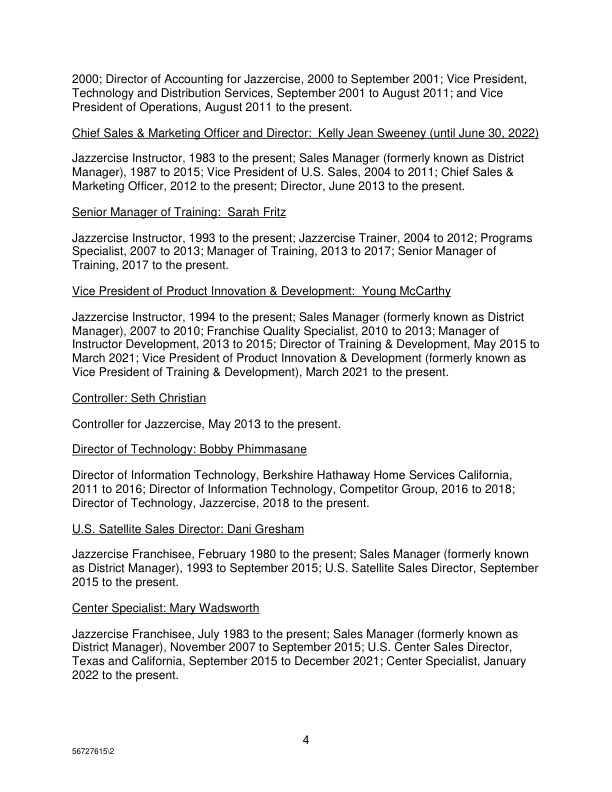 2000; Director of Accounting for Jazzercise, 2000 to September 2001; Vice President,
Technology and Distribution Services, September 2001 to August 2011; and Vice
President of Operations, August 2011 to the present.
Chief Sales & Marketing Officer and Director:  Kelly Jean Sweeney (until June 30, 2022)
Jazzercise Instructor, 1983 to the present; Sales Manager (formerly known as District
Manager), 1987 to 2015; Vice President of U.S. Sales, 2004 to 2011; Chief Sales &
Marketing Officer, 2012 to the present; Director, June 2013 to the present.
Senior Manager of Training:  Sarah Fritz
Jazzercise Instructor, 1993 to the present; Jazzercise Trainer, 2004 to 2012; Programs
Specialist, 2007 to 2013; Manager of Training, 2013 to 2017; Senior Manager of
Training, 2017 to the present.
Vice President of Product Innovation & Development:  Young McCarthy
Jazzercise Instructor, 1994 to the present; Sales Manager (formerly known as District
Manager), 2007 to 2010; Franchise Quality Specialist, 2010 to 2013; Manager of
Instructor Development, 2013 to 2015; Director of Training & Development, May 2015 to
March 2021; Vice President of Product Innovation & Development (formerly known as
Vice President of Training & Development), March 2021 to the present.
Controller: Seth Christian
Controller for Jazzercise, May 2013 to the present.
Director of Technology: Bobby Phimmasane
Director of Information Technology, Berkshire Hathaway Home Services California,
2011 to 2016; Director of Information Technology, Competitor Group, 2016 to 2018;
Director of Technology, Jazzercise, 2018 to the present.
U.S. Satellite Sales Director: Dani Gresham
Jazzercise Franchisee, February 1980 to the present; Sales Manager (formerly known
as District Manager), 1993 to September 2015; U.S. Satellite Sales Director, September
2015 to the present.
Center Specialist: Mary Wadsworth
Jazzercise Franchisee, July 1983 to the present; Sales Manager (formerly known as
District Manager), November 2007 to September 2015; U.S. Center Sales Director,
Texas and California, September 2015 to December 2021; Center Specialist, January
2022 to the present.
4
56727615\2